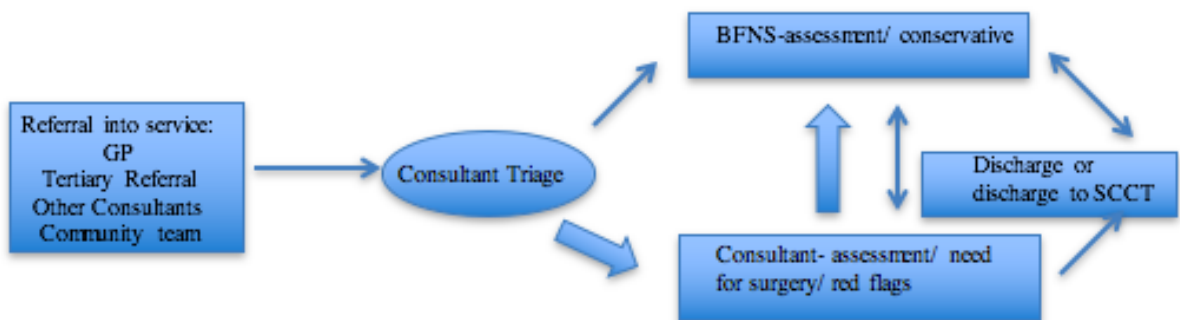 Referral into service:
GP
Tertiary Referral
Other Consultants
Community team
Consultant Triage
BFNS-assessment/ conservative
Consultant- assessment/ need
for surgery/ red flags
Discharge or
discharge to SCCT